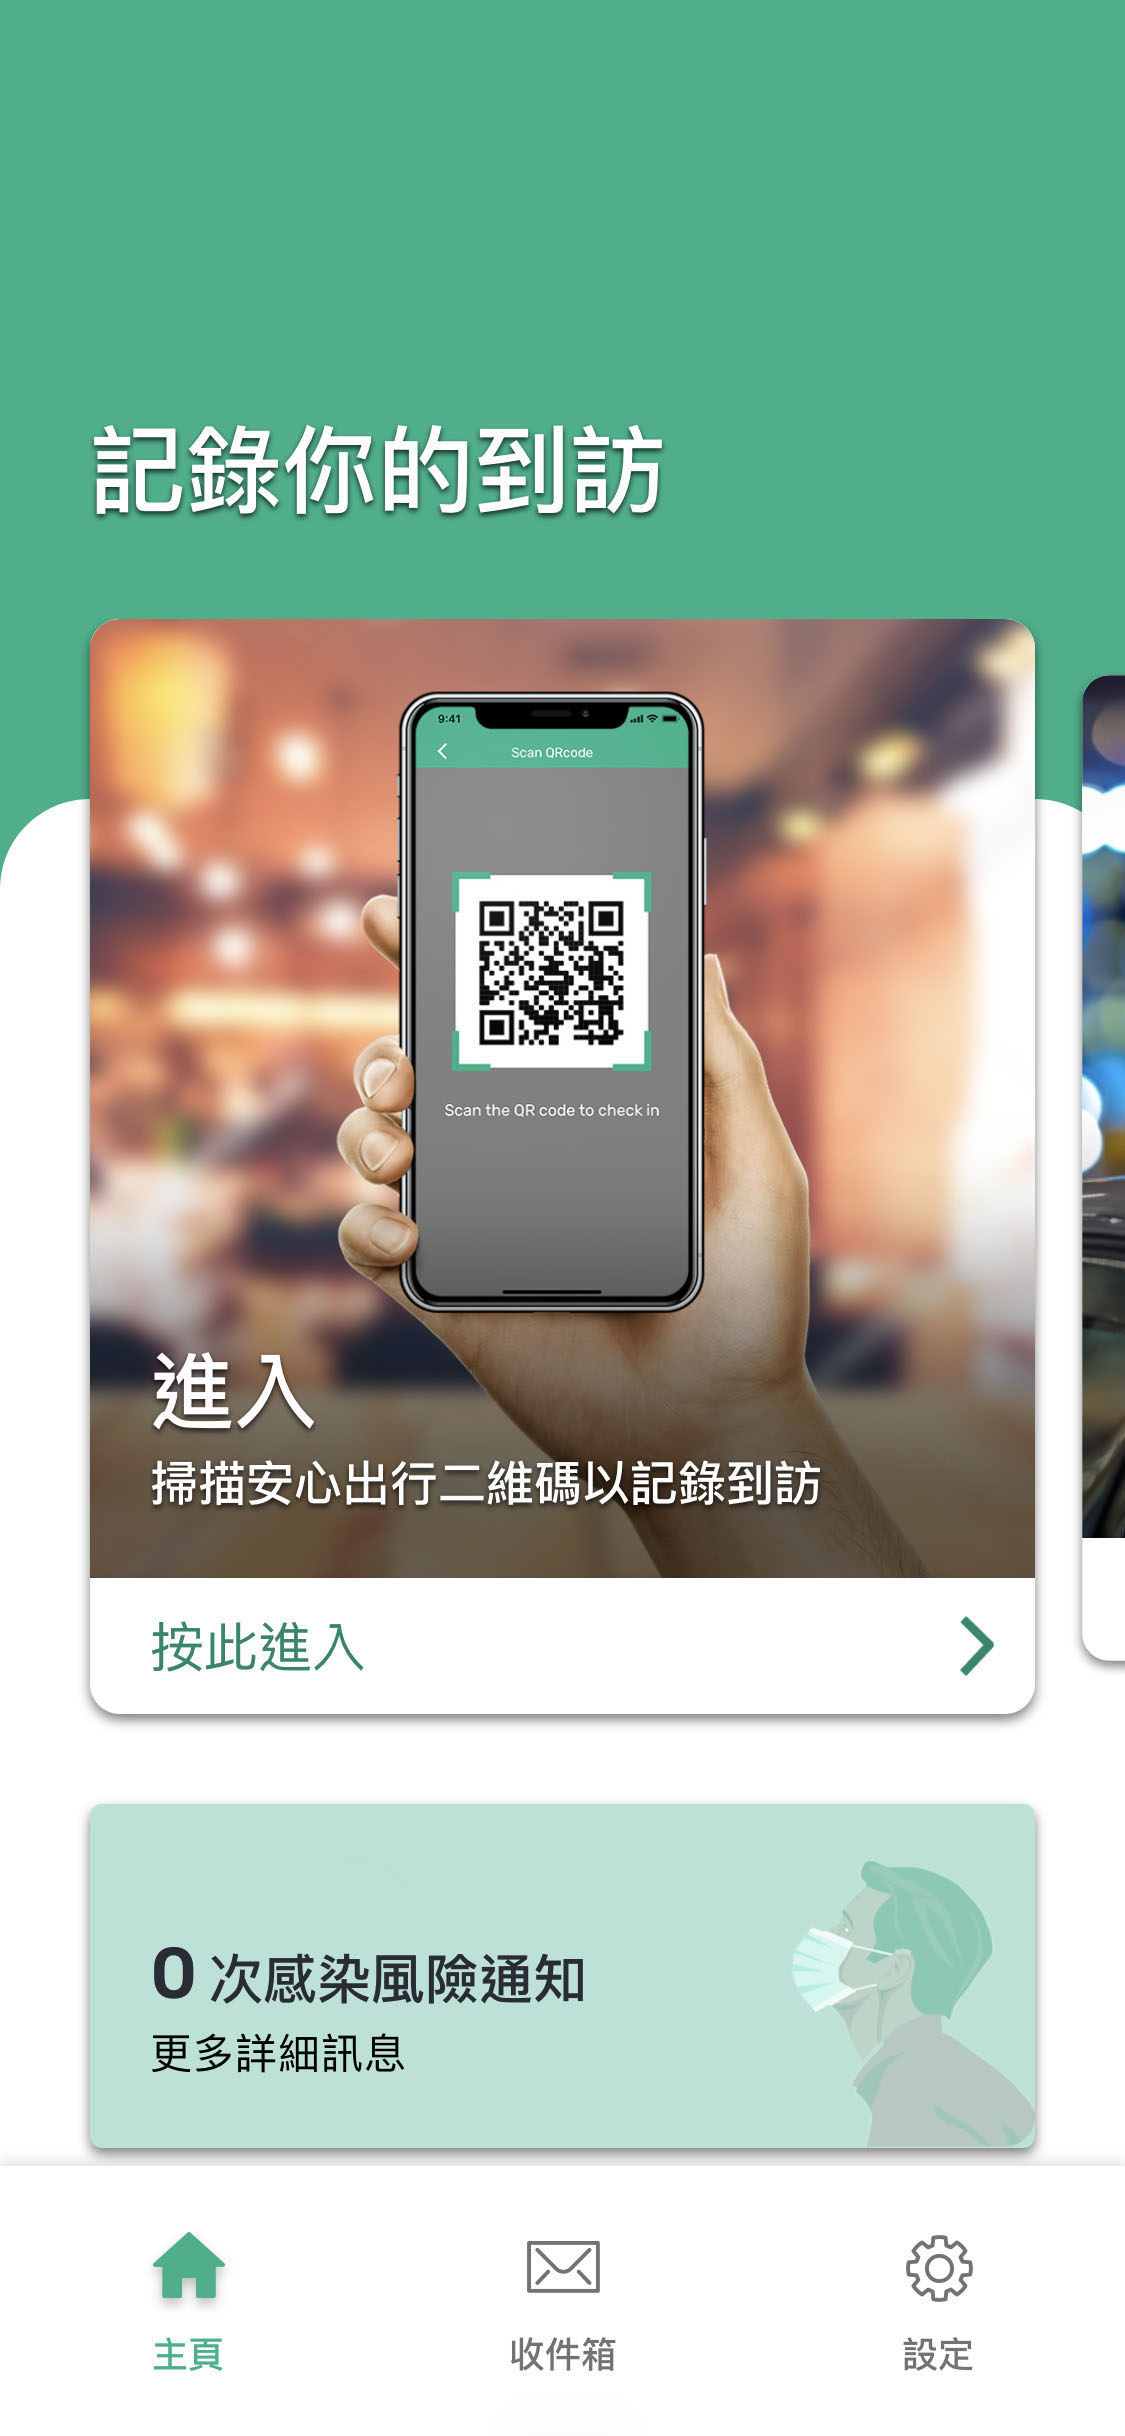 記錄你的到訪
9:41
Scan QRcode
Scan the QR code to check in
進入
掃描安心出行二維碼以記錄到訪
按此進入
0 次感染風險通知
更多詳細訊息
主頁
收件箱
設定